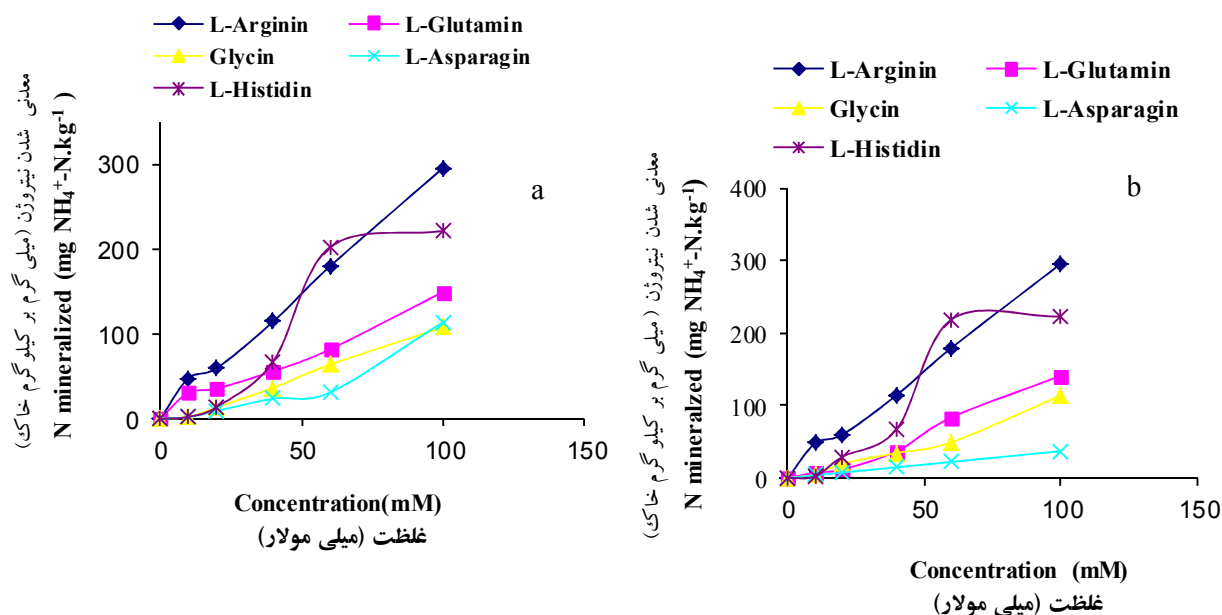 L-Arginin
L-Glutamin
Glycin
L-Asparagin
L-Histidin
معدنی شدن نیتروژن (میلی گرم بر کیلوگرم خاک)
N mineralized (mg NH₄⁺-N.kg⁻¹)
300
200
100
0
a
0
50
100
150
Concentration(mM)
غلظت (میلی مولار)
L-Arginin
L-Glutamin
Glycin
L-Asparagin
L-Histidin
معدنی شدن نیتروژن (میلی گرم بر کیلو گرم خاک)
N mineralzed (mg NH₄⁺-N.kg⁻¹)
400
300
200
100
0
b
0
50
100
150
Concentration (mM)
غلظت (میلی مولار)